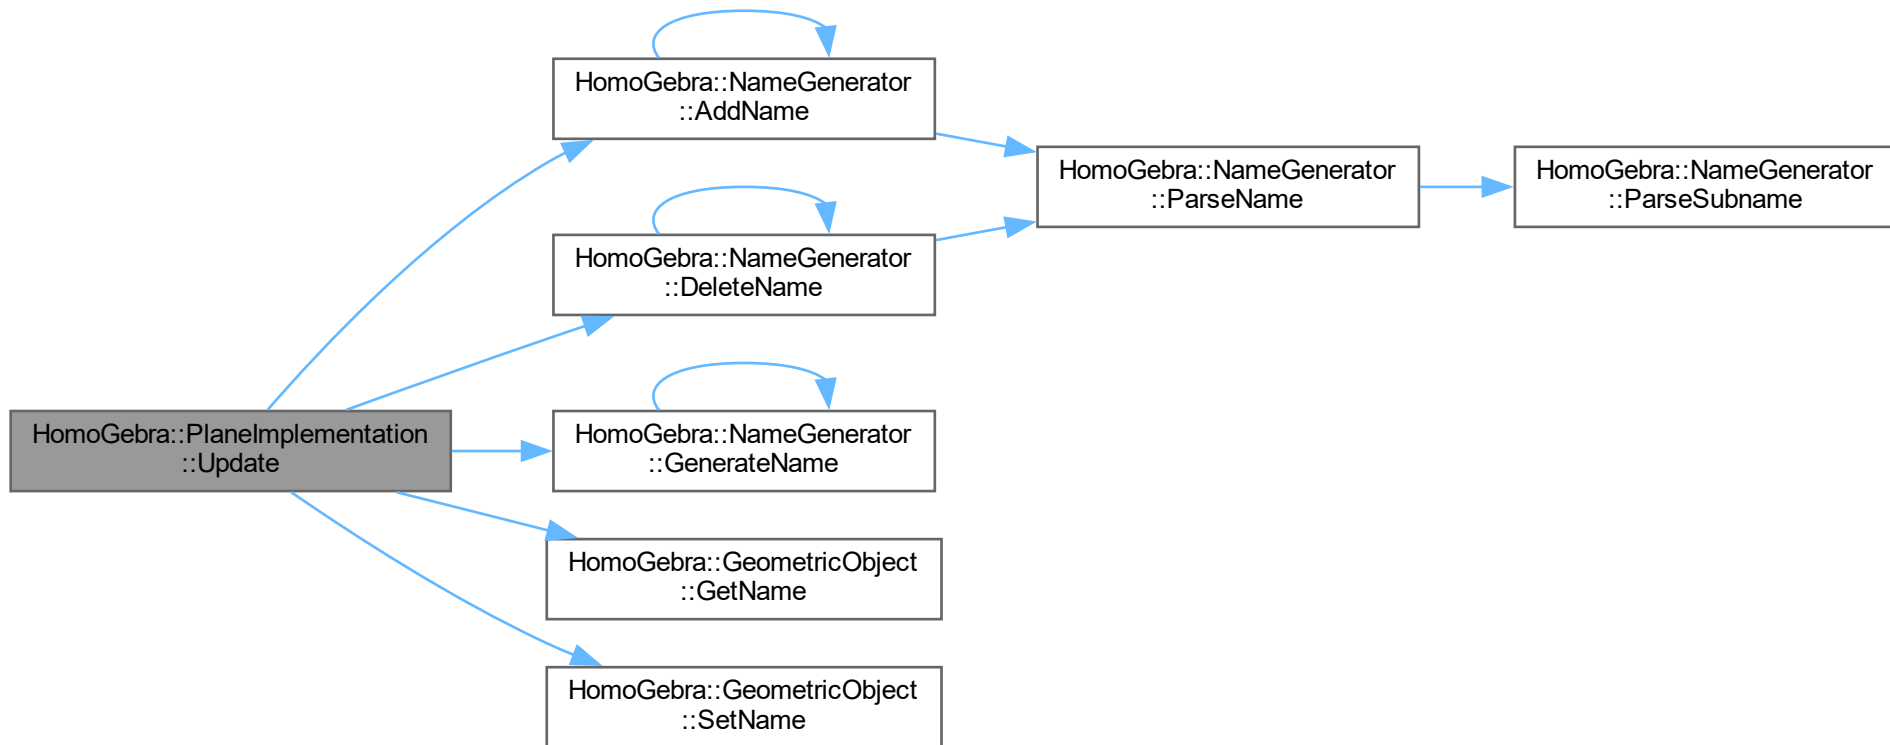 HomoGebra::NameGenerator
::AddName
HomoGebra::NameGenerator
::ParseName
HomoGebra::NameGenerator
::ParseSubname
HomoGebra::NameGenerator
::DeleteName
HomoGebra::PlaneImplementation
::Update
HomoGebra::NameGenerator
::GenerateName
HomoGebra::GeometricObject
::GetName
HomoGebra::GeometricObject
::SetName